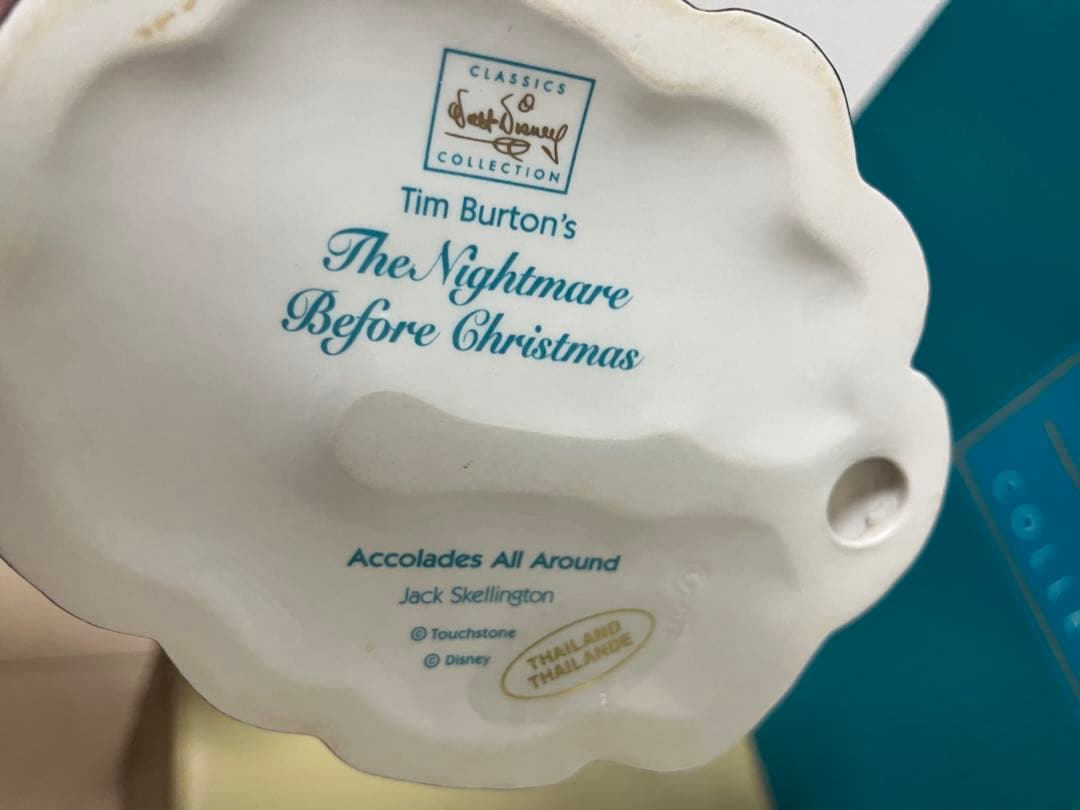 CLASSICS
Walt Disney
COLLECTION
Tim Burton's
The Nightmare
Before Christmas
Accolades All Around
Jack Skellington
© Touchstone
© Disney
THAILAND
THAILANDE
COLLE